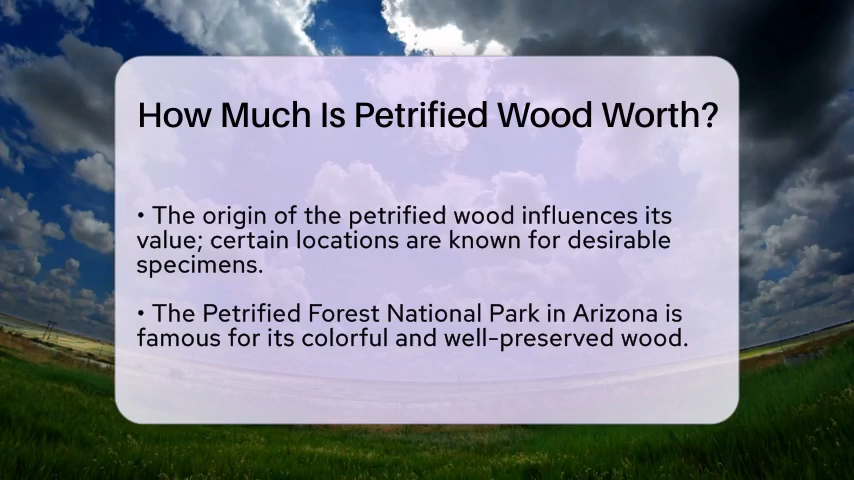 How Much Is Petrified Wood Worth?
• The origin of the petrified wood influences its
value; certain locations are known for desirable
specimens.
• The Petrified Forest National Park in Arizona is
famous for its colorful and well-preserved wood.